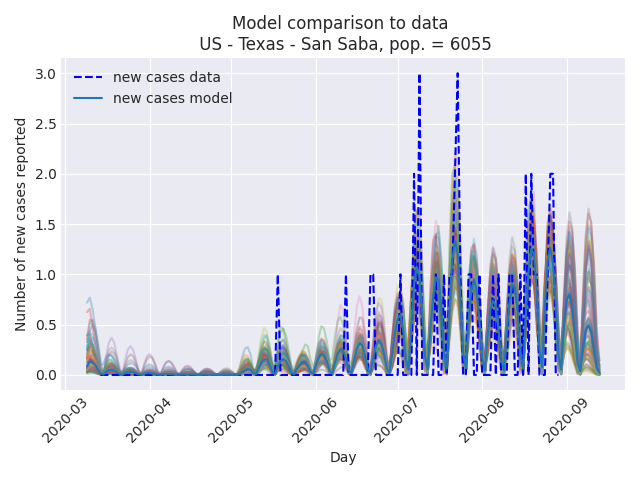 Model comparison to data
US - Texas - San Saba, pop. = 6055
new cases data
new cases model
Number of new cases reported
3.0
2.5
2.0
1.5
1.0
0.5
0.0
2020-03
2020-04
2020-05
2020-06
2020-07
2020-08
2020-09
Day